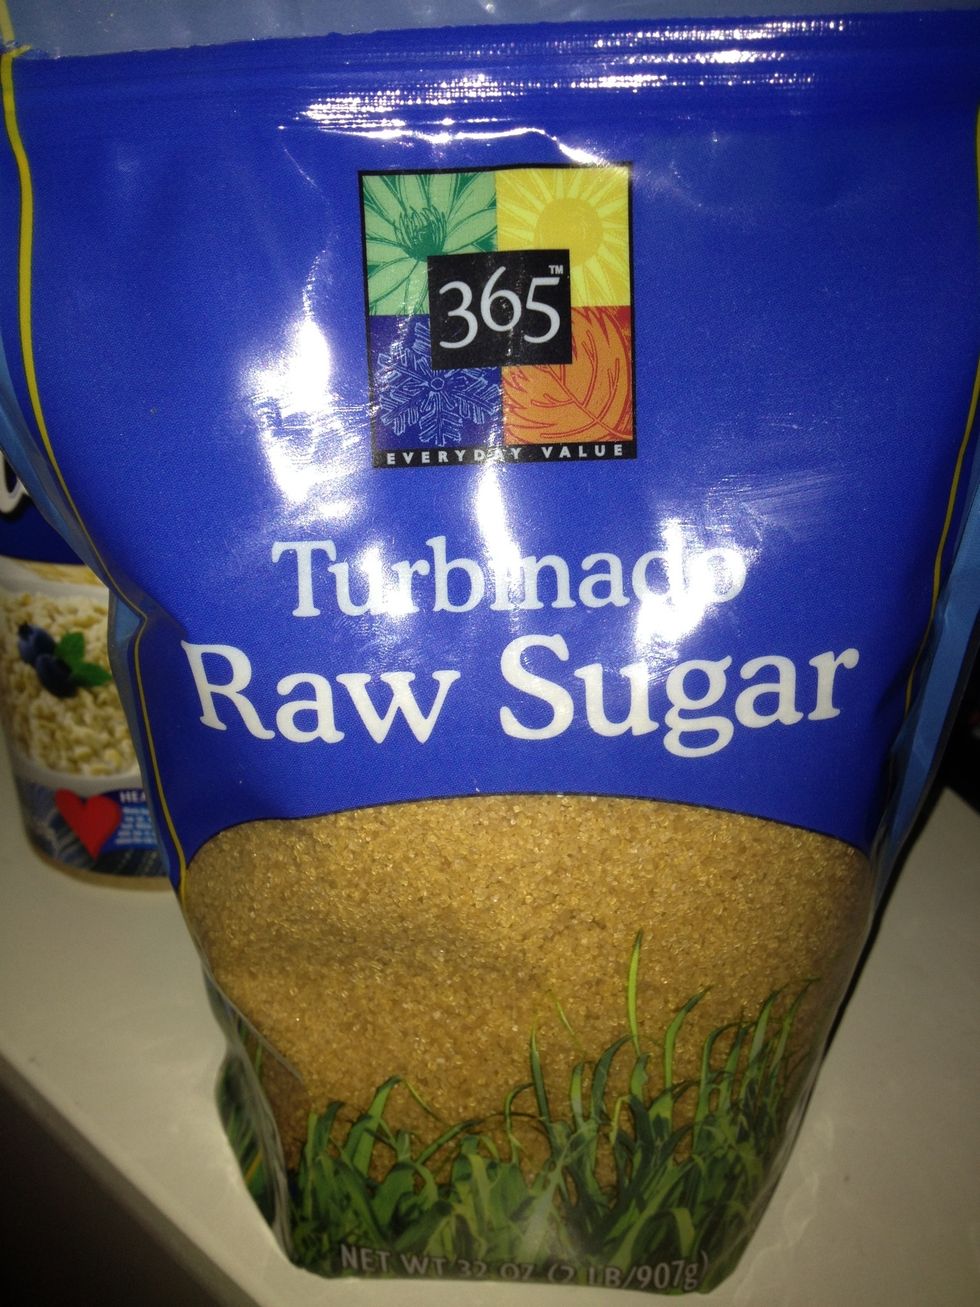 365™
EVERYDAY VALUE
Turbinado
Raw Sugar
NET WT 32 OZ (2 LB/907g)